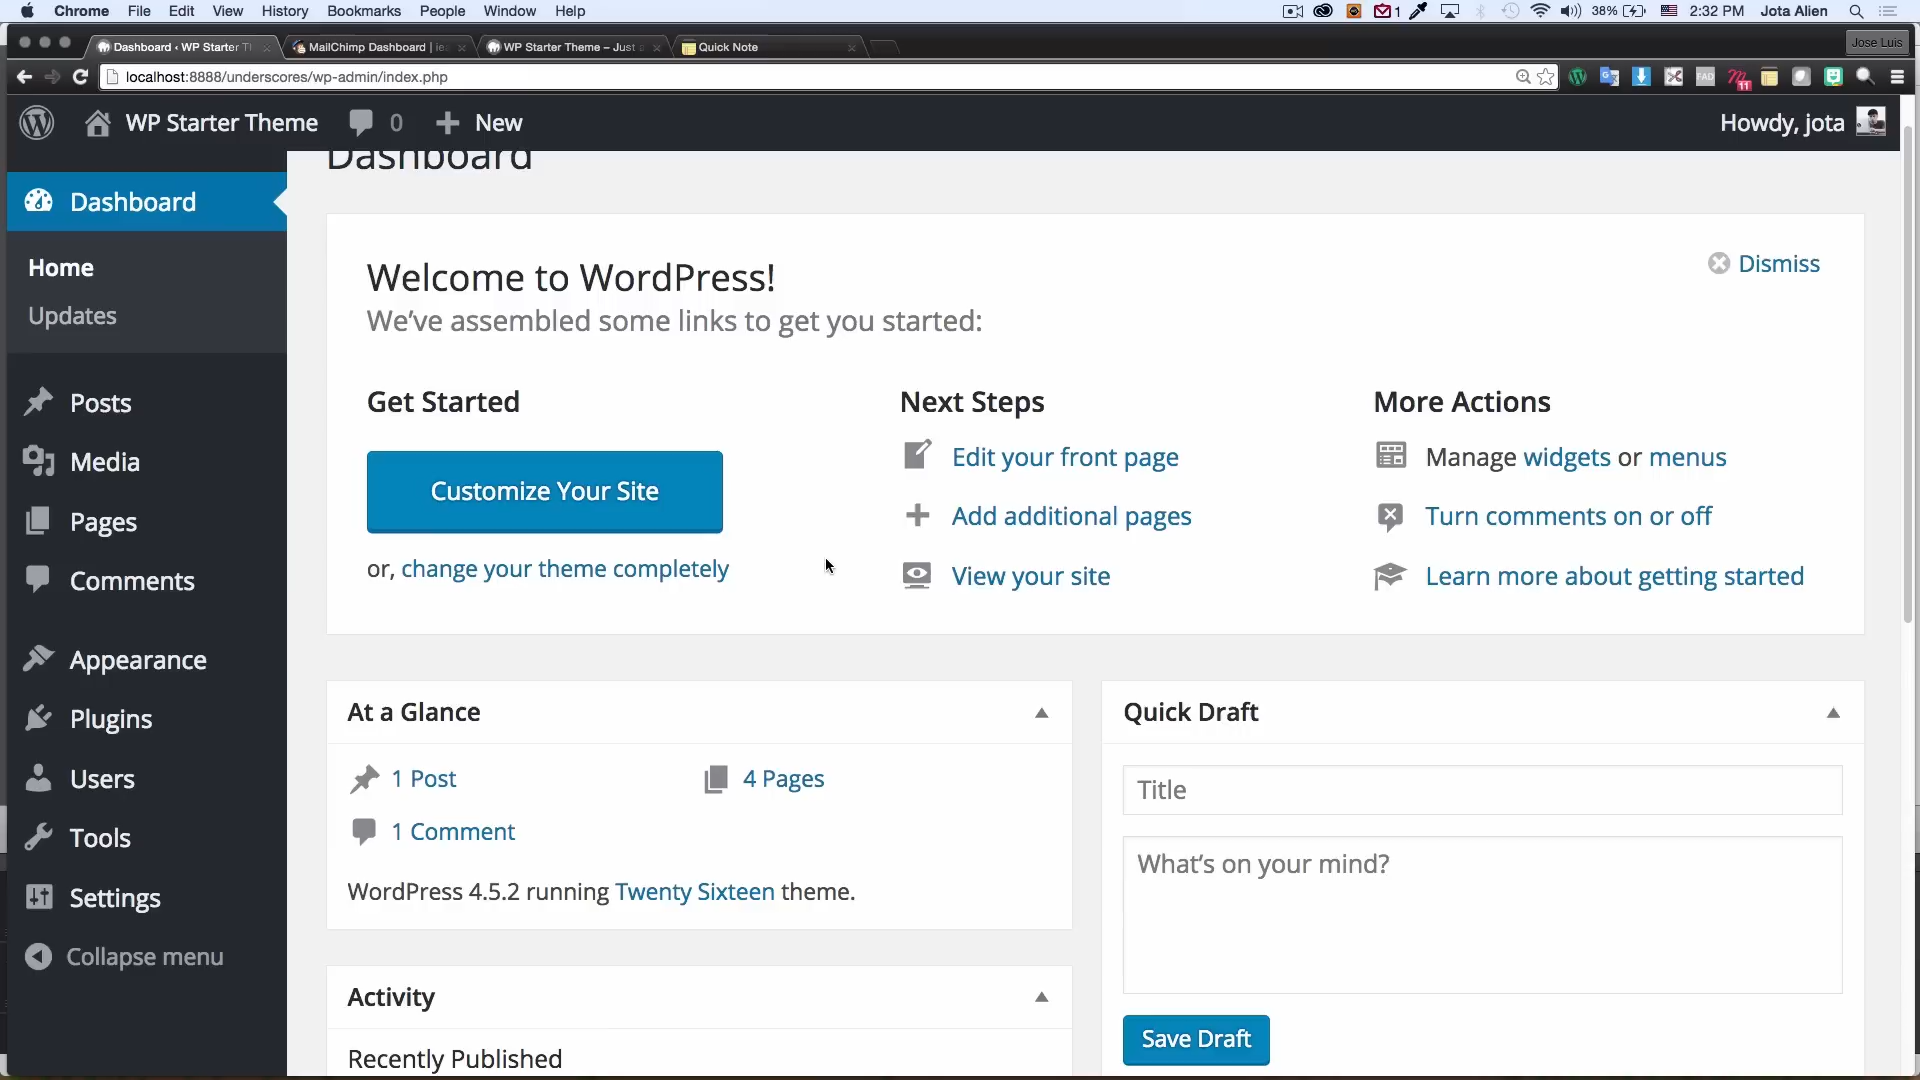 Chrome File Edit View History Bookmarks People Window Help
1 38% 2:32 PM Jota Alien
Dashboard ‹ WP Starter T
MailChimp Dashboard | ie
WP Starter Theme – Just a
Quick Note
Jose Luis
localhost:8888/underscores/wp-admin/index.php
FAD
11
WP Starter Theme 0 New
Howdy, jota
Dashboard
Home
Updates
Posts
Media
Pages
Comments
Appearance
Plugins
Users
Tools
Settings
Collapse menu
Dashboard
Welcome to WordPress!
Dismiss
We’ve assembled some links to get you started:
Get Started
Customize Your Site
or, change your theme completely
Next Steps
Edit your front page
Add additional pages
View your site
More Actions
Manage widgets or menus
Turn comments on or off
Learn more about getting started
At a Glance
1 Post
4 Pages
1 Comment
WordPress 4.5.2 running Twenty Sixteen theme.
Activity
Recently Published
Quick Draft
Title
What’s on your mind?
Save Draft